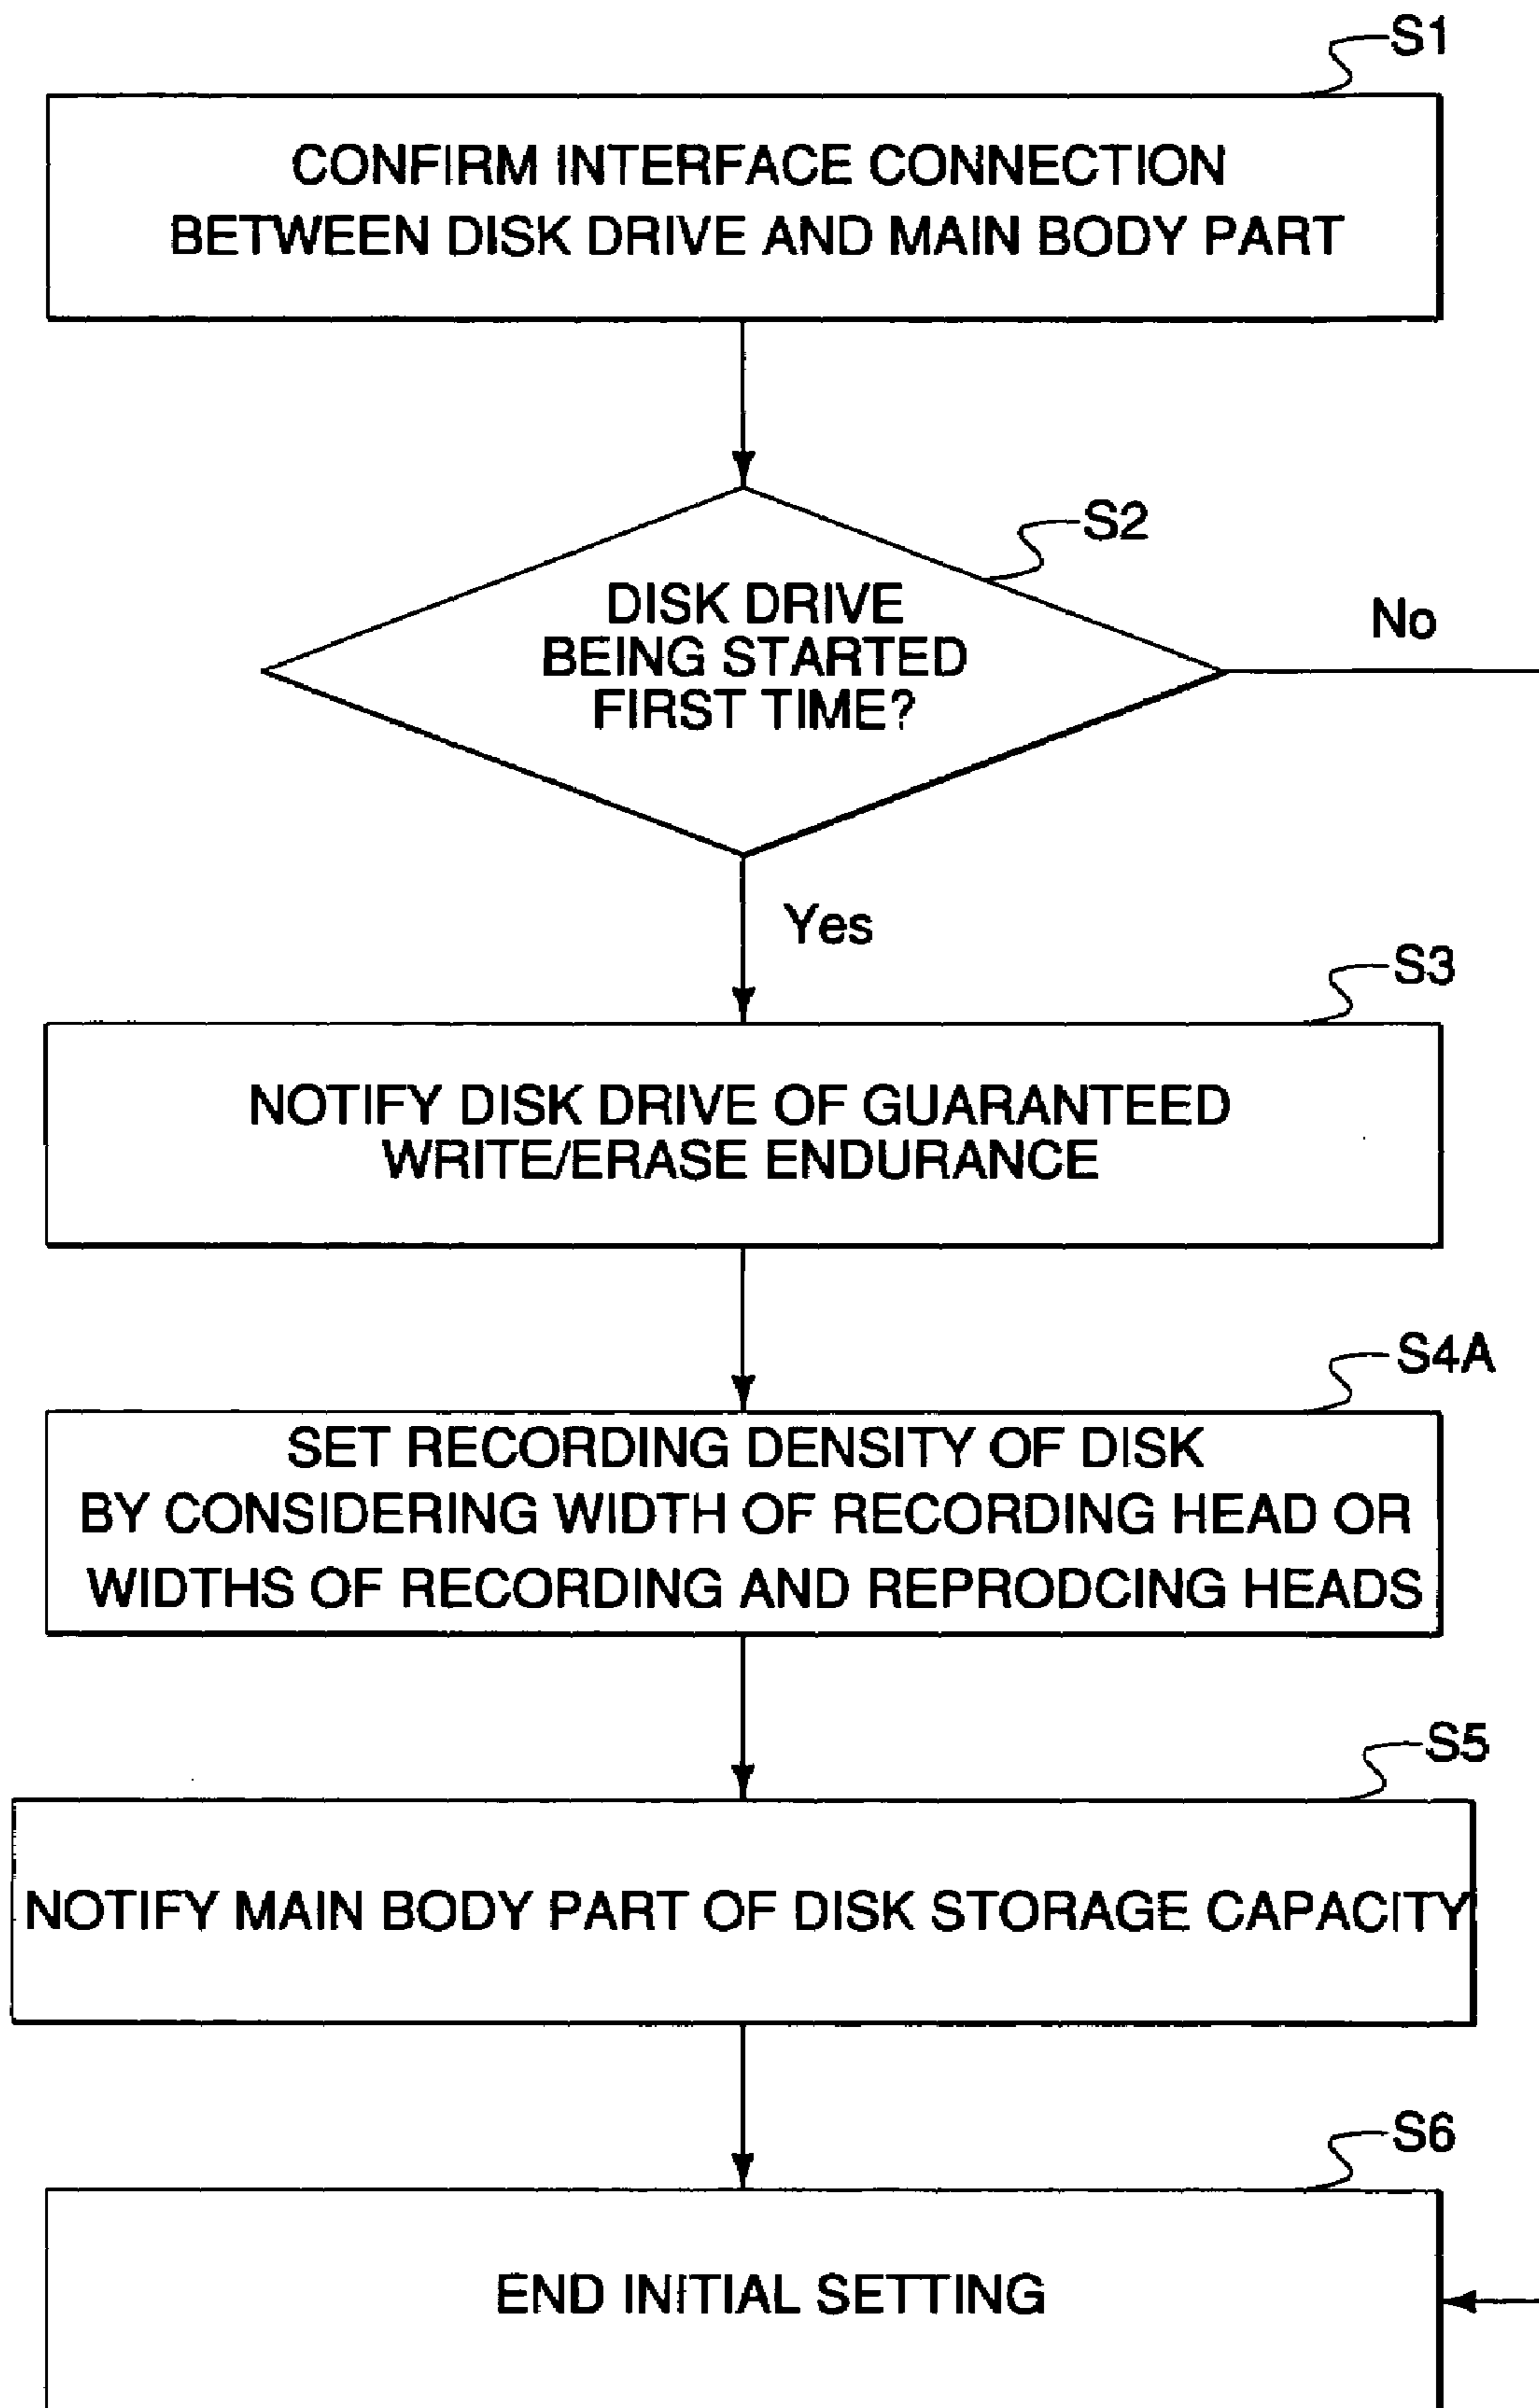 S1
CONFIRM INTERFACE CONNECTION
BETWEEN DISK DRIVE AND MAIN BODY PART
S2
DISK DRIVE
BEING STARTED
FIRST TIME?
No
Yes
S3
NOTIFY DISK DRIVE OF GUARANTEED
WRITE/ERASE ENDURANCE
S4A
SET RECORDING DENSITY OF DISK
BY CONSIDERING WIDTH OF RECORDING HEAD OR
WIDTHS OF RECORDING AND REPRODCING HEADS
S5
NOTIFY MAIN BODY PART OF DISK STORAGE CAPACITY
S6
END INITIAL SETTING